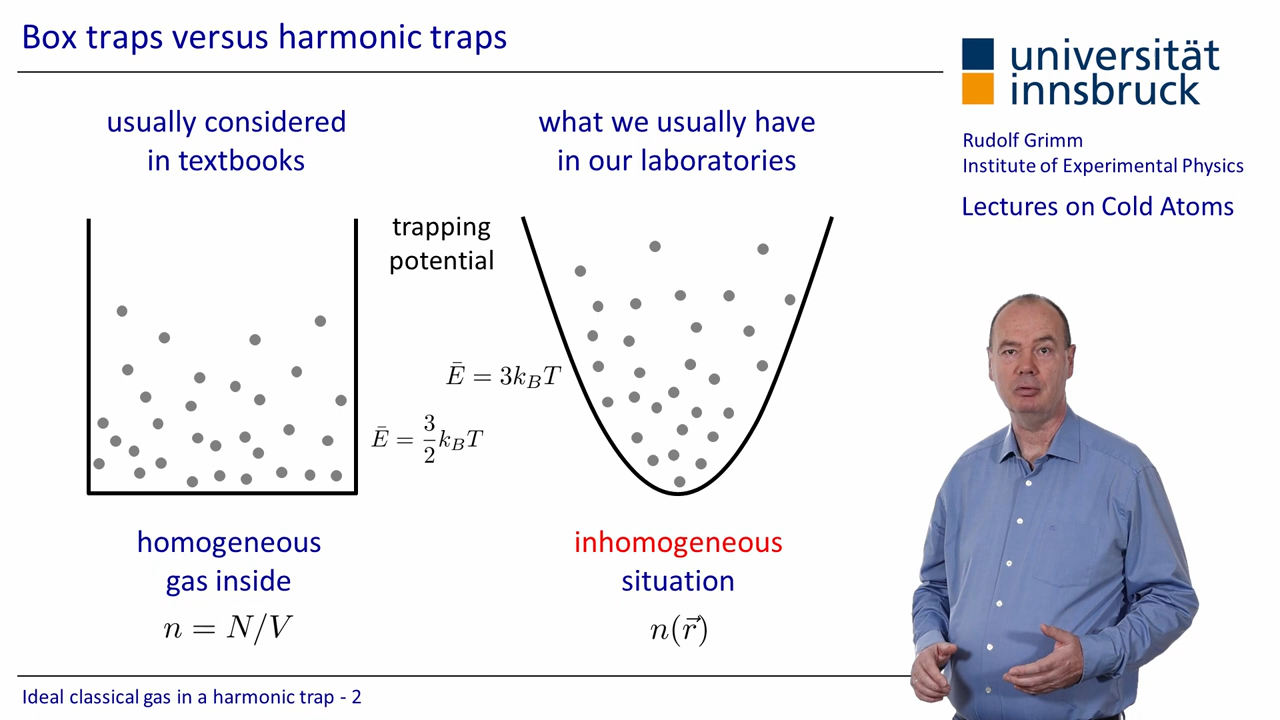 Box traps versus harmonic traps
universität
innsbruck
Rudolf Grimm
Institute of Experimental Physics
Lectures on Cold Atoms
usually considered
in textbooks
what we usually have
in our laboratories
trapping
potential
Ē = 3k_BT
Ē = 3/2 k_BT
homogeneous
gas inside
n = N/V
inhomogeneous
situation
n(r⃗)
Ideal classical gas in a harmonic trap - 2